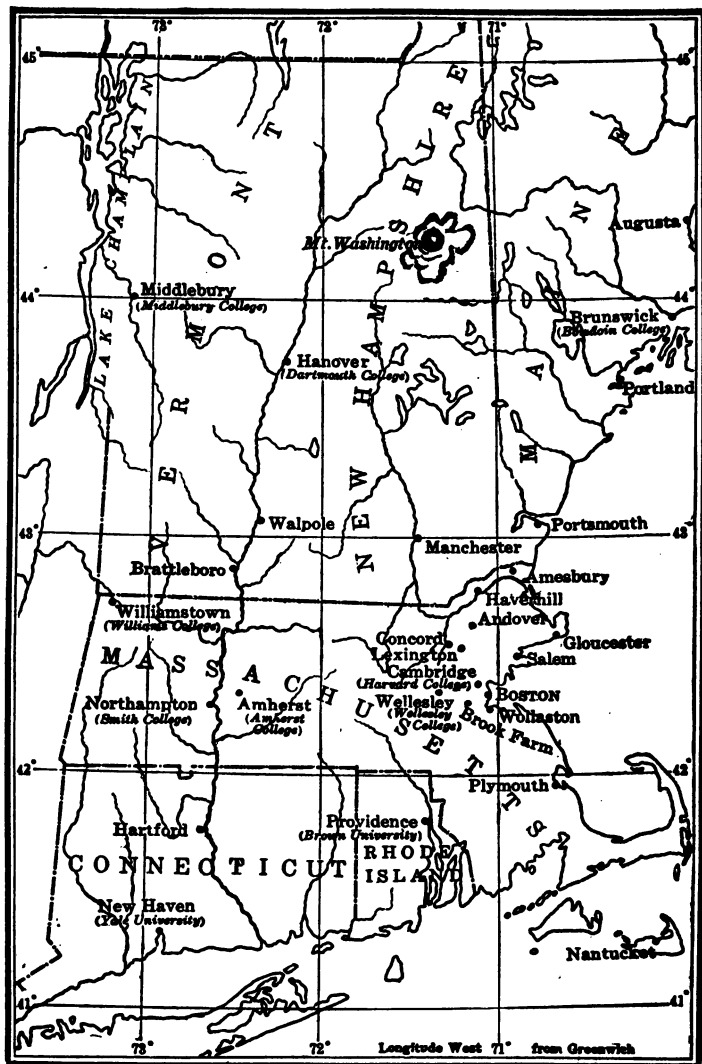 73° 72° 71°
45° 45°
LAKE CHAMPLAIN
VERMONT
NEW HAMPSHIRE
MAINE
Mt. Washington
Augusta
44° 44°
Middlebury
(Middlebury College)
Brunswick
(Bowdoin College)
Hanover
(Dartmouth College)
Portland
Walpole
Portsmouth
43° 43°
Manchester
Brattleboro
Amesbury
Haverhill
Williamstown
(Williams College)
Andover
Gloucester
Concord
Lexington
Salem
MASSACHUSETTS
Cambridge
(Harvard College)
BOSTON
Northampton
(Smith College)
Amherst
(Amherst
College)
Wellesley
(Wellesley
College)
Wollaston
Brook Farm
42° 42°
Plymouth
Hartford
Providence
(Brown University)
CONNECTICUT
RHODE
ISLAND
New Haven
(Yale University)
Nantucket
41° 41°
73° 72° 71°
Longitude West from Greenwich